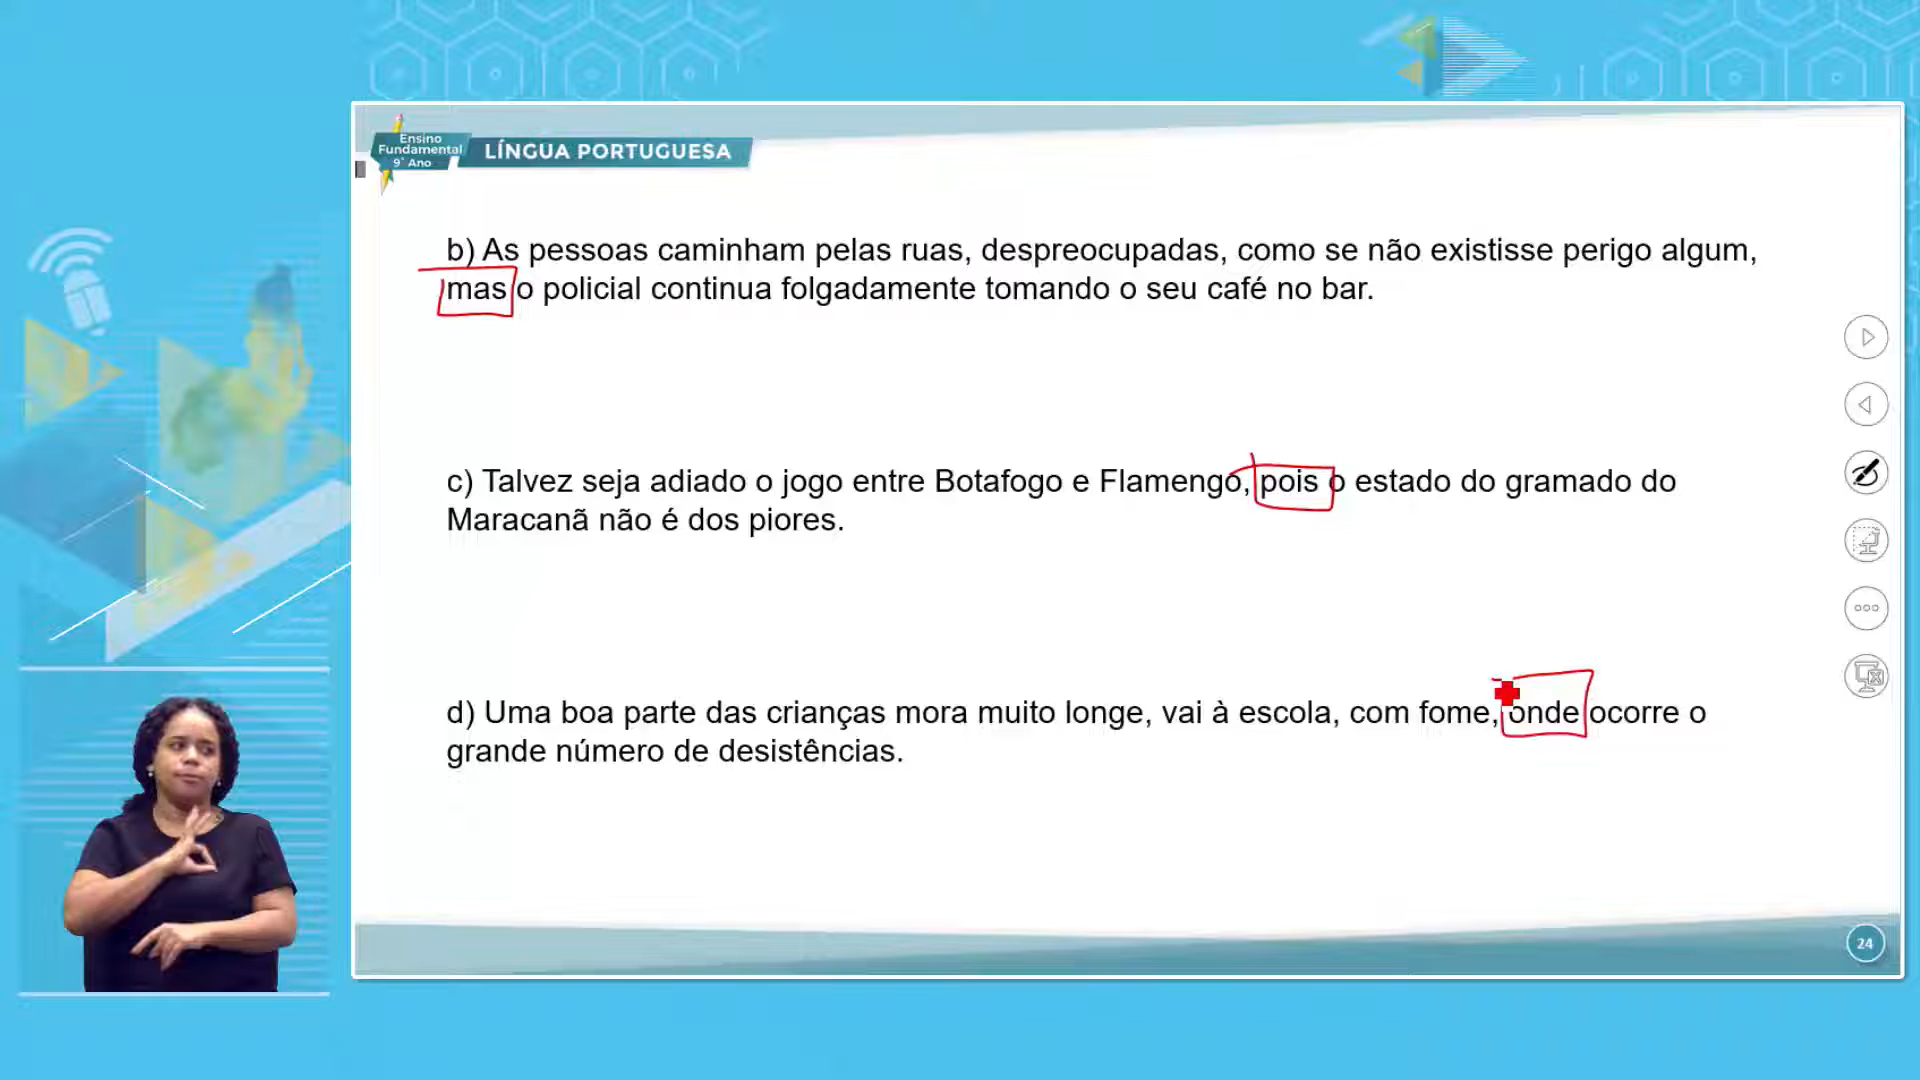 Ensino
Fundamental
9° Ano
LÍNGUA PORTUGUESA
b) As pessoas caminham pelas ruas, despreocupadas, como se não existisse perigo algum,
mas o policial continua folgadamente tomando o seu café no bar.
c) Talvez seja adiado o jogo entre Botafogo e Flamengo, pois o estado do gramado do
Maracanã não é dos piores.
d) Uma boa parte das crianças mora muito longe, vai à escola, com fome, onde ocorre o
grande número de desistências.
24